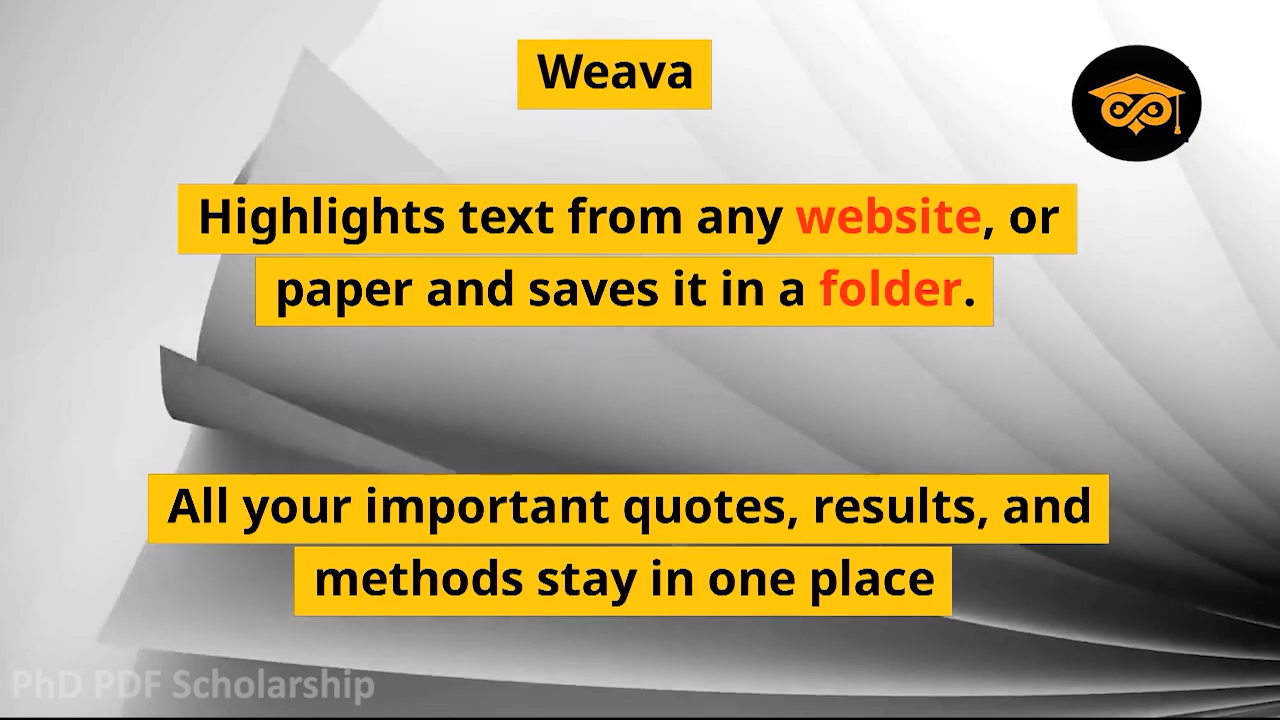 Weava
Highlights text from any website, or
paper and saves it in a folder.
All your important quotes, results, and
methods stay in one place
PhD PDF Scholarship